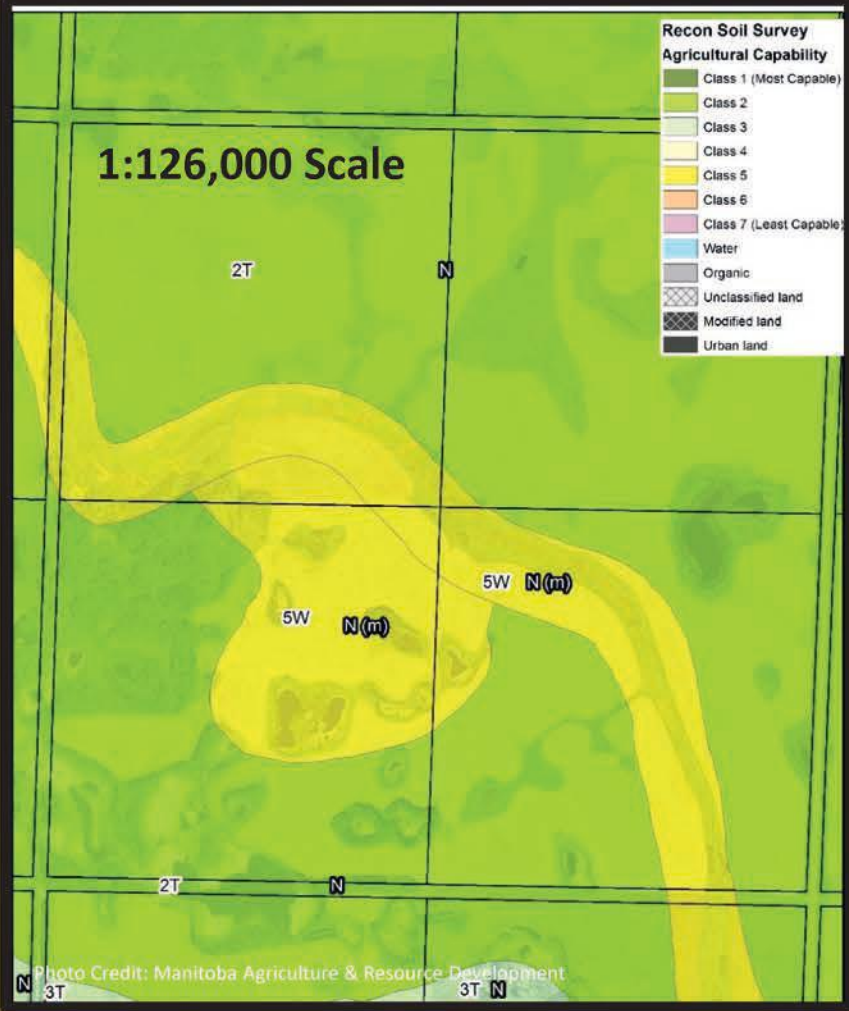 Recon Soil Survey
Agricultural Capability
Class 1 (Most Capable)
Class 2
Class 3
Class 4
Class 5
Class 6
Class 7 (Least Capable)
Water
Organic
Unclassified land
Modified land
Urban land
1:126,000 Scale
2T N
5W N (m)
5W N (m)
2T N
Photo Credit: Manitoba Agriculture & Resource Development
N 3T
3T N